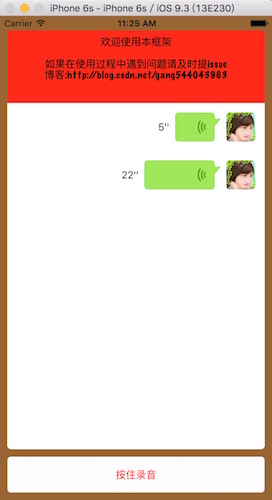 iPhone 6s - iPhone 6s / iOS 9.3 (13E230)
Carrier 11:25 AM
欢迎使用本框架
如果在使用过程中遇到问题请及时提issue
博客:http://blog.csdn.net/gang544043963
5''
22''
按住录音